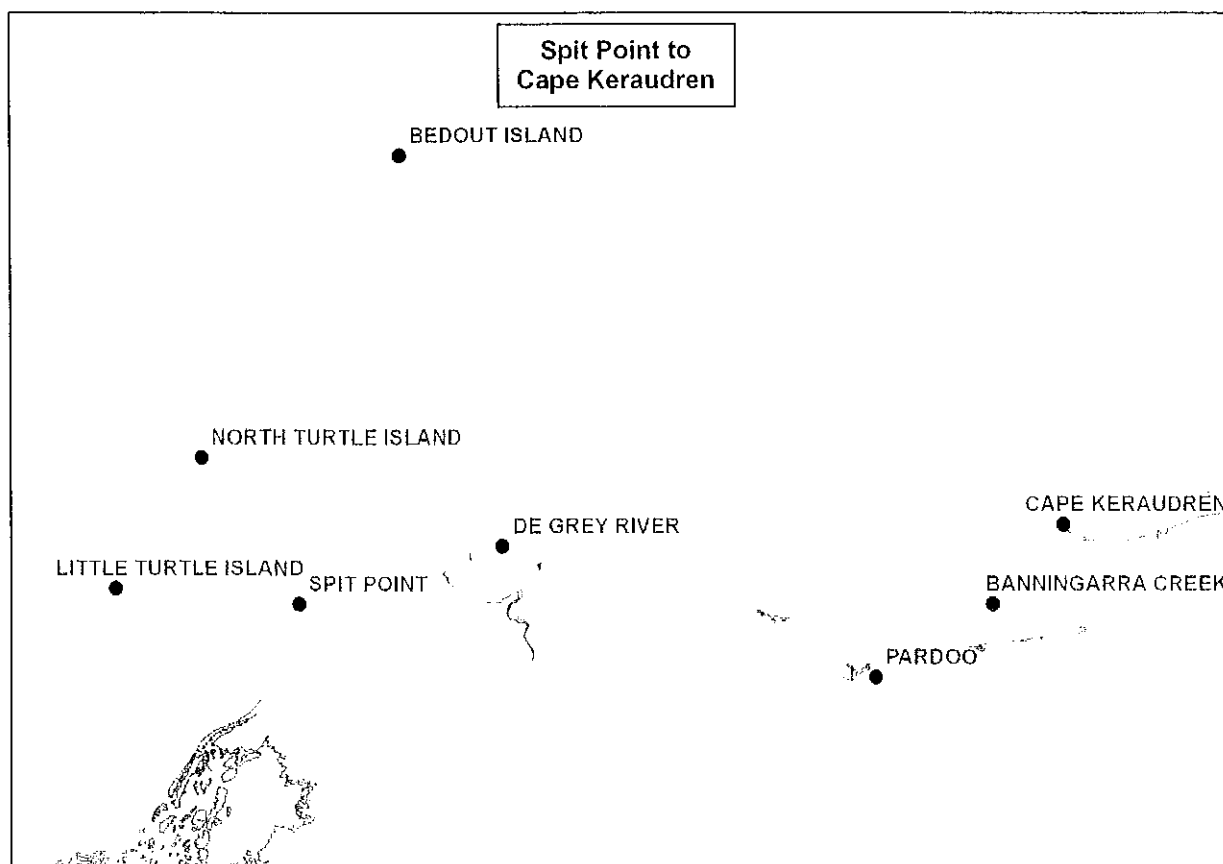 Spit Point to
Cape Keraudren
BEDOUT ISLAND
NORTH TURTLE ISLAND
CAPE KERAUDREN
DE GREY RIVER
LITTLE TURTLE ISLAND
SPIT POINT
BANNINGARRA CREEK
PARDOO